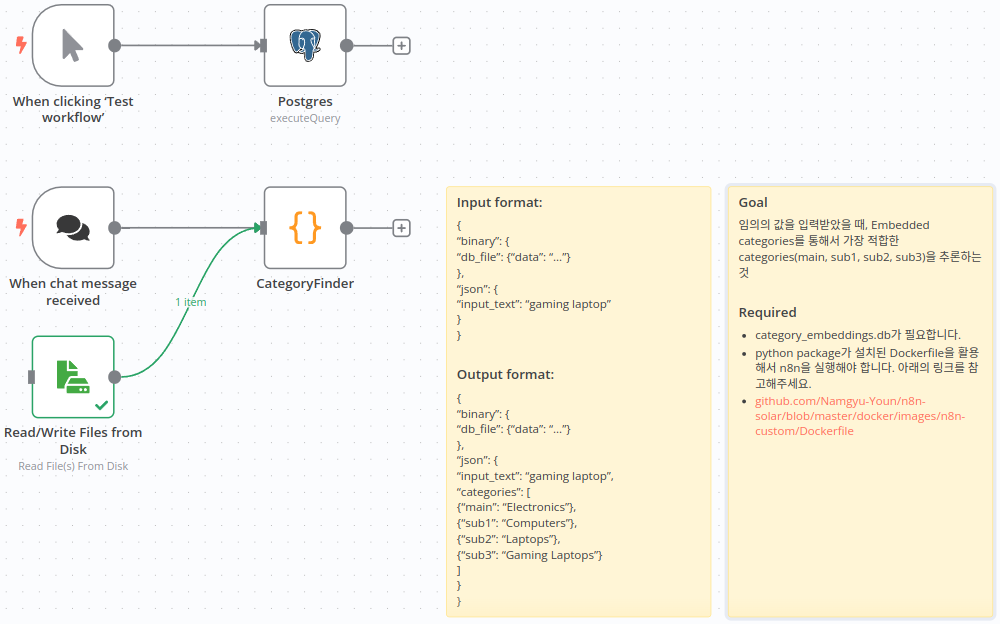 When clicking ‘Test
workflow’
Postgres
executeQuery
When chat message
received
CategoryFinder
1 item
Read/Write Files from
Disk
Read File(s) From Disk
Input format:
{
“binary”: {
“db_file”: {“data”: “...”}
},
“json”: {
“input_text”: “gaming laptop”
}
}
Output format:
{
“binary”: {
“db_file”: {“data”: “...”}
},
“json”: {
“input_text”: “gaming laptop”,
“categories”: [
{“main”: “Electronics”},
{“sub1”: “Computers”},
{“sub2”: “Laptops”},
{“sub3”: “Gaming Laptops”}
]
}
}
Goal
임의의 값을 입력받았을 때, Embedded
categories를 통해서 가장 적합한
categories(main, sub1, sub2, sub3)을 추론하는
것
Required
• category_embeddings.db가 필요합니다.
• python package가 설치된 Dockerfile을 활용
해서 n8n을 실행해야 합니다. 아래의 링크를 참
고해주세요.
• github.com/Namgyu-Youn/n8n-
solar/blob/master/docker/images/n8n-
custom/Dockerfile